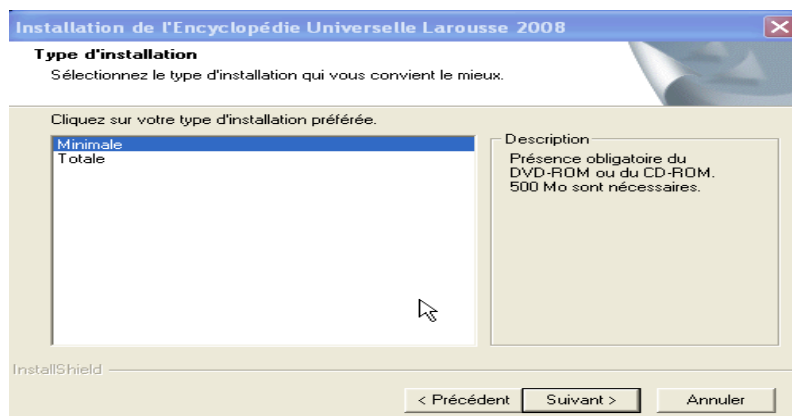 Installation de l'Encyclopédie Universelle Larousse 2008
Type d'installation
Sélectionnez le type d'installation qui vous convient le mieux.
Cliquez sur votre type d'installation préférée.
Minimale
Totale
Description
Présence obligatoire du
DVD-ROM ou du CD-ROM.
500 Mo sont nécessaires.
InstallShield
< Précédent
Suivant >
Annuler